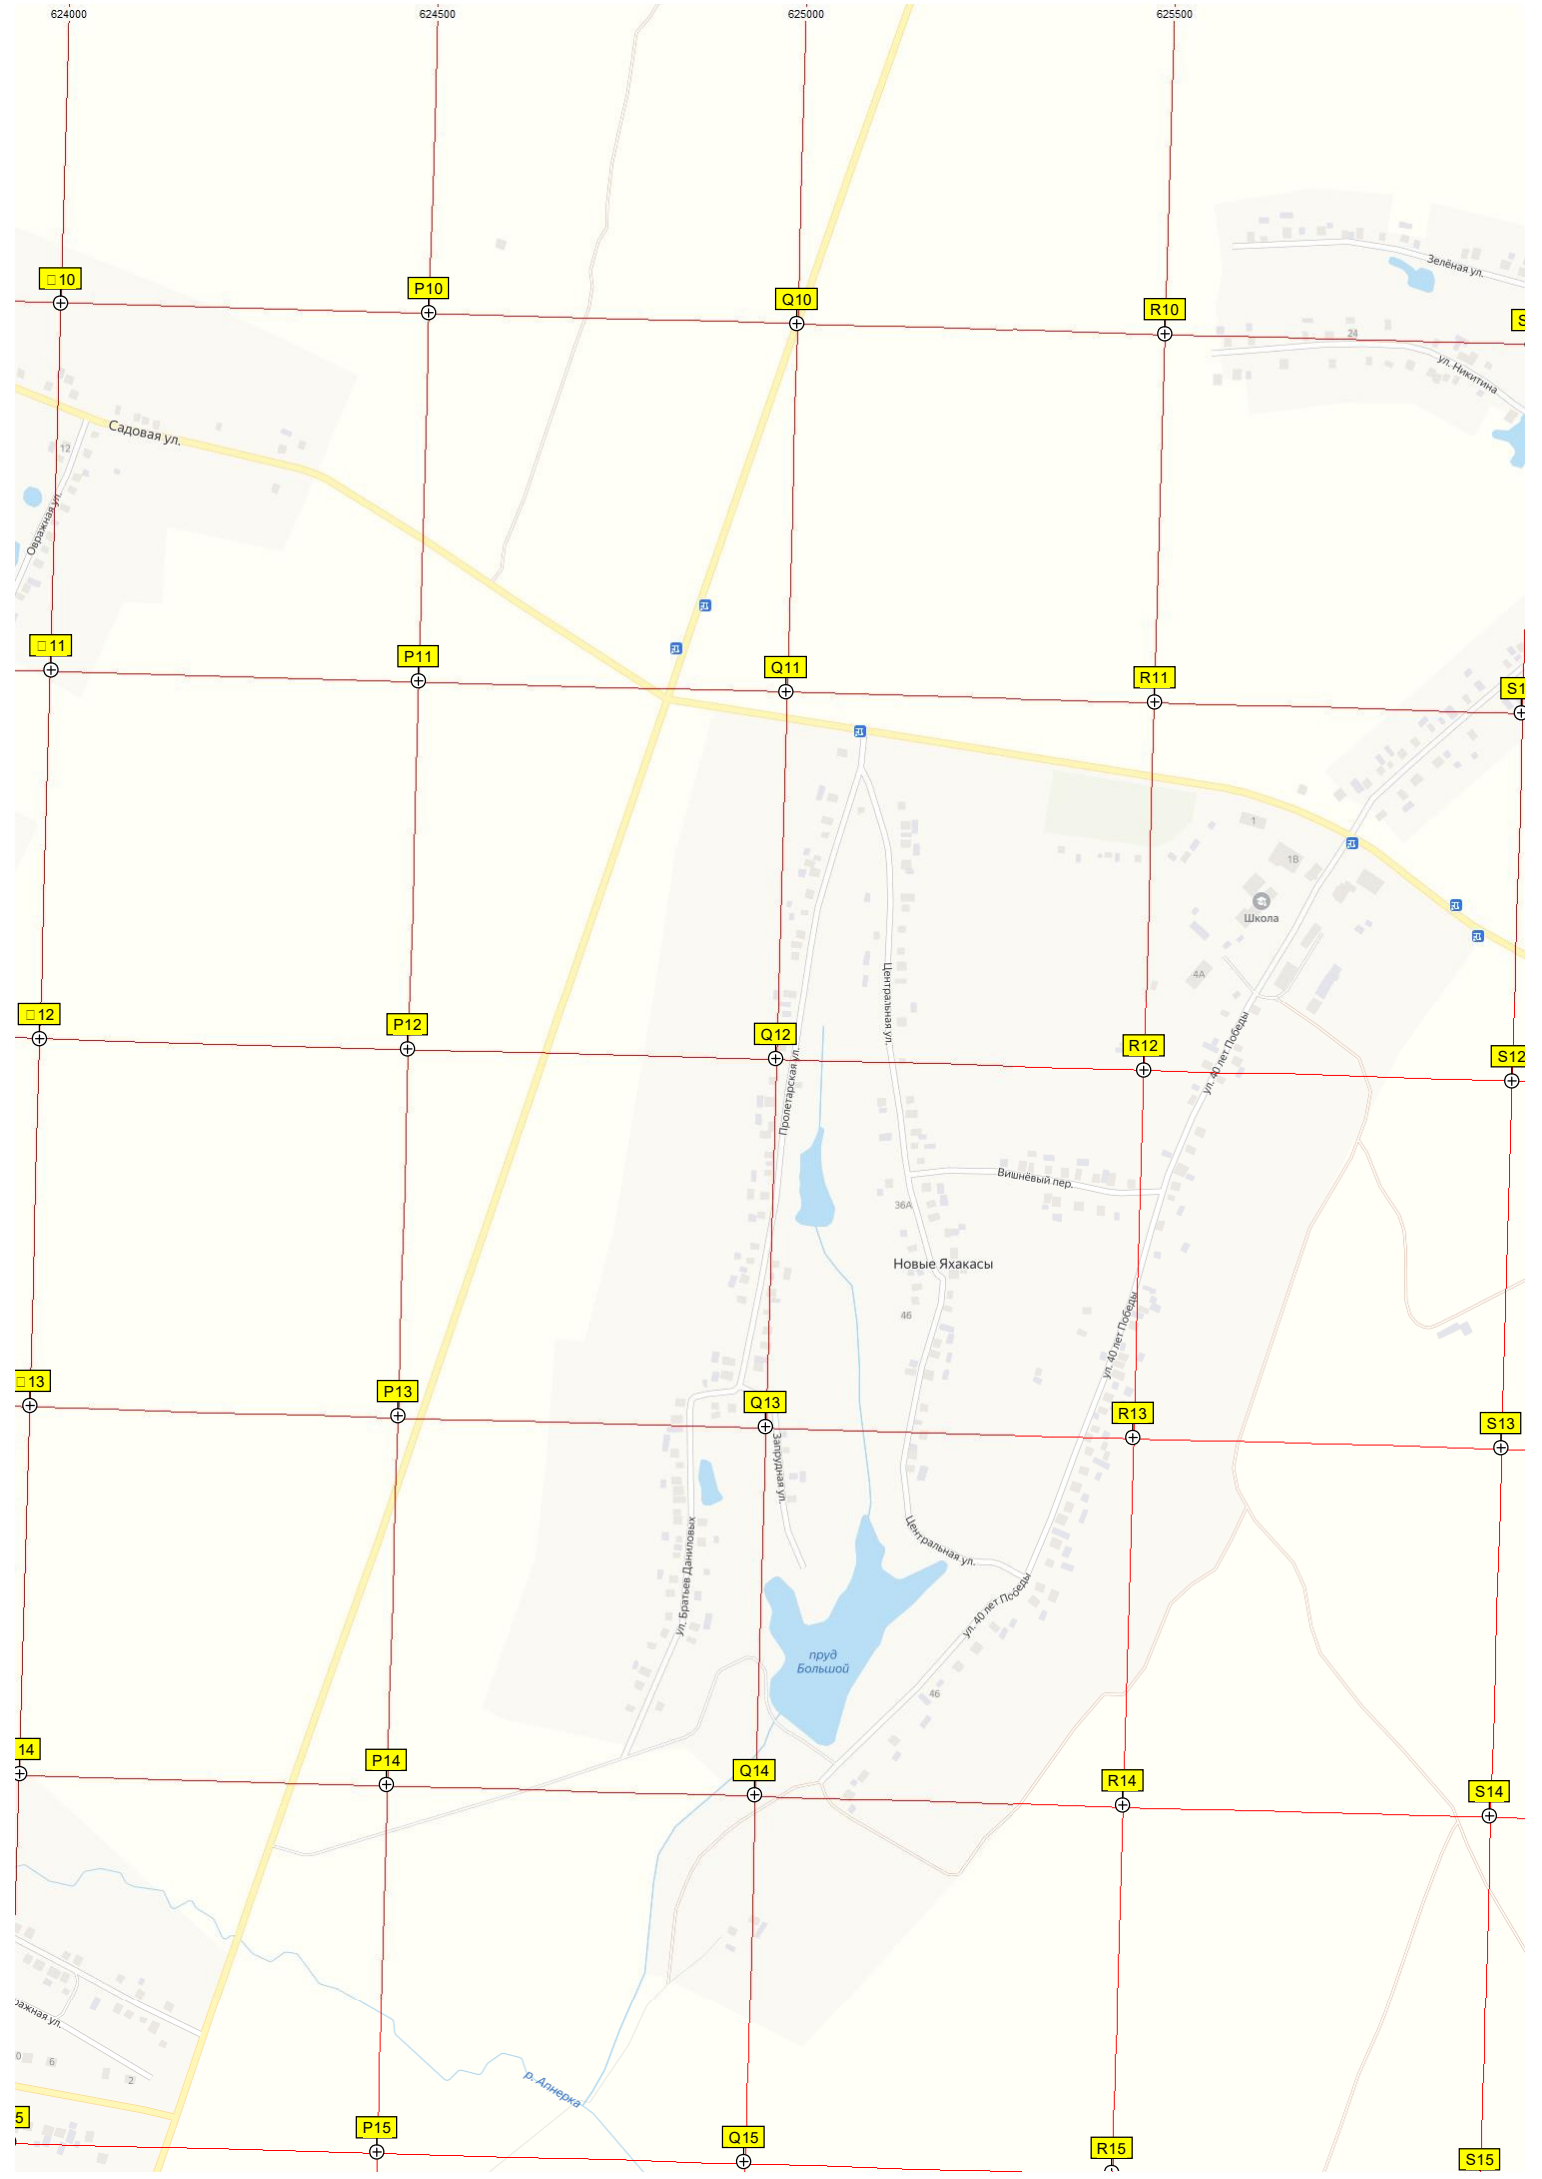 624000 624500 625000 625500
Зелёная ул.
□10 P10 Q10 R10 S
24
ул. Никитина
Садовая ул.
12
Овражная ул.
□11 P11 Q11 R11 S1
1
1В
Школа
4А
Центральная ул.
□12 P12 Q12 R12 S12
ул. 40 лет Победы
Пролетарская ул.
Вишнёвый пер.
36А
Новые Яхакасы
46
ул. 40 лет Победы
□13 P13 Q13 R13 S13
Запрудная ул.
Центральная ул.
ул. Братьев Даниловых
ул. 40 лет Победы
пруд
Большой
46
14 P14 Q14 R14 S14
ражная ул.
0 6
2
р. Апнерка
5 P15 Q15 R15 S15